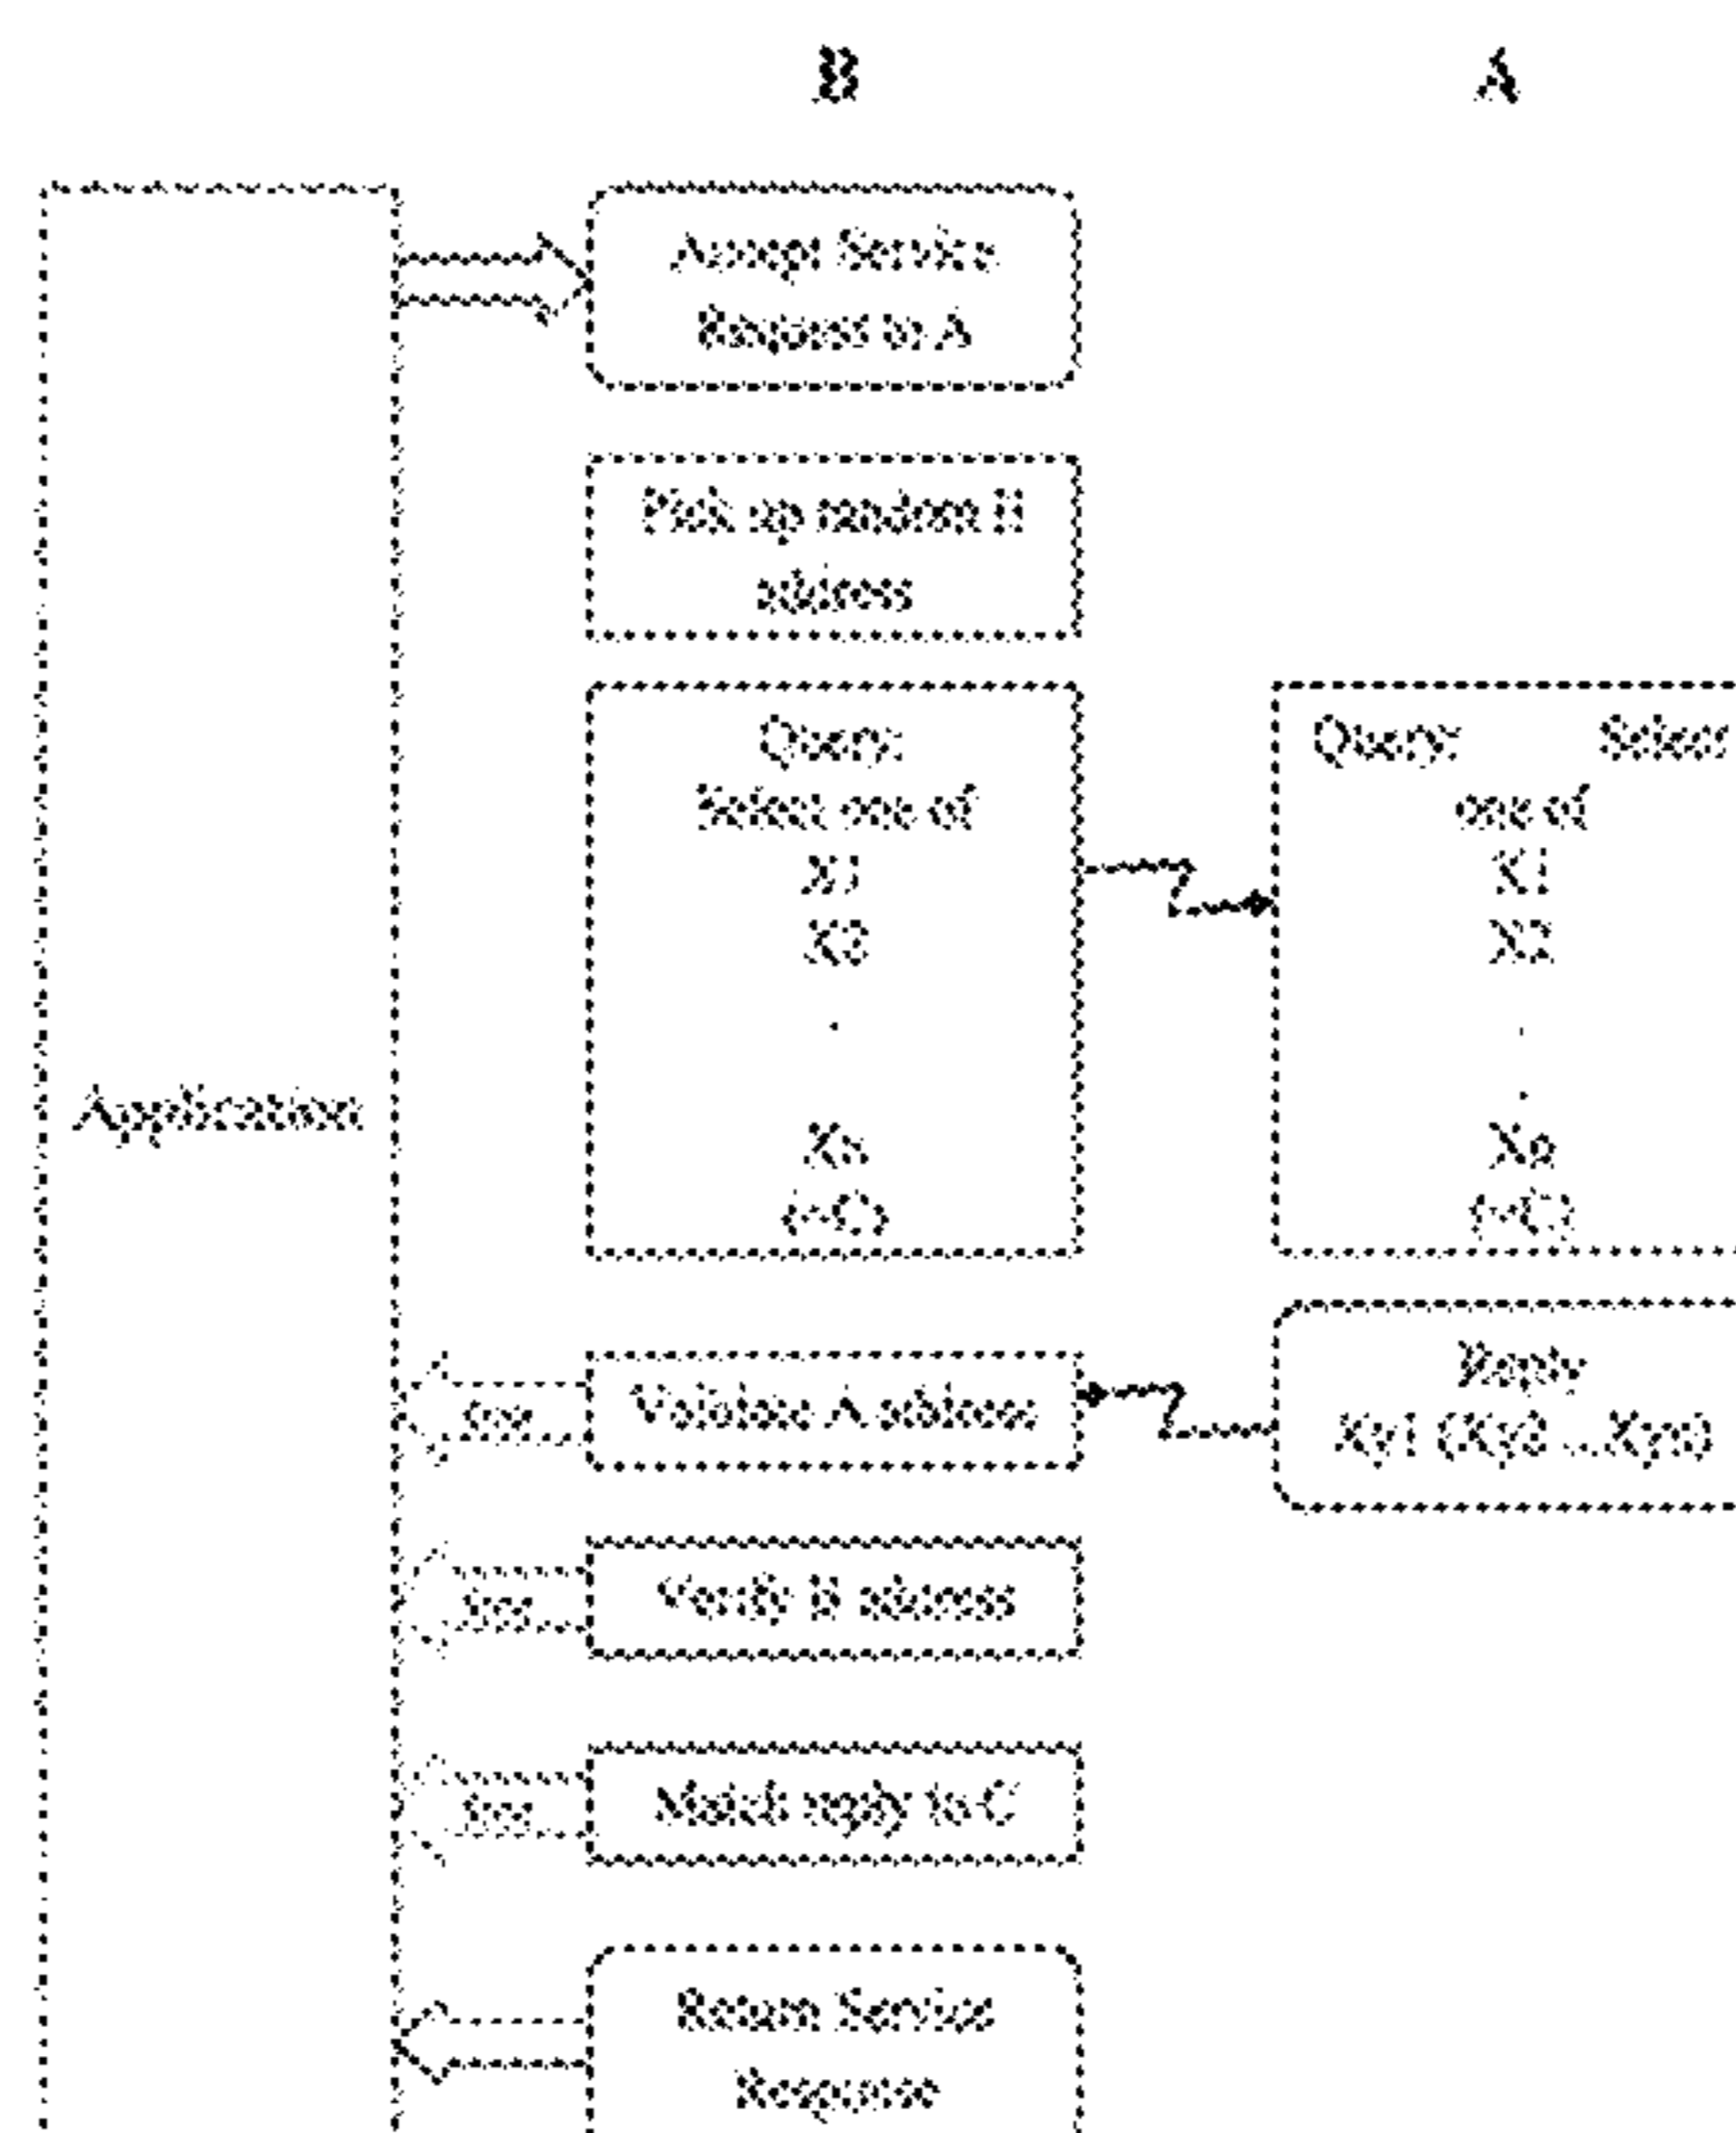 B
A
Accept Service
Request to A
Pick up random B
address
Query:
Select one of
X1
X2
.
Xn
(=C)
Query: Select
one of
X1
X2
.
.
Xn
(=C)
Application
Validate A address
Reply
Verify B address
Match reply to C
Return Service
Request